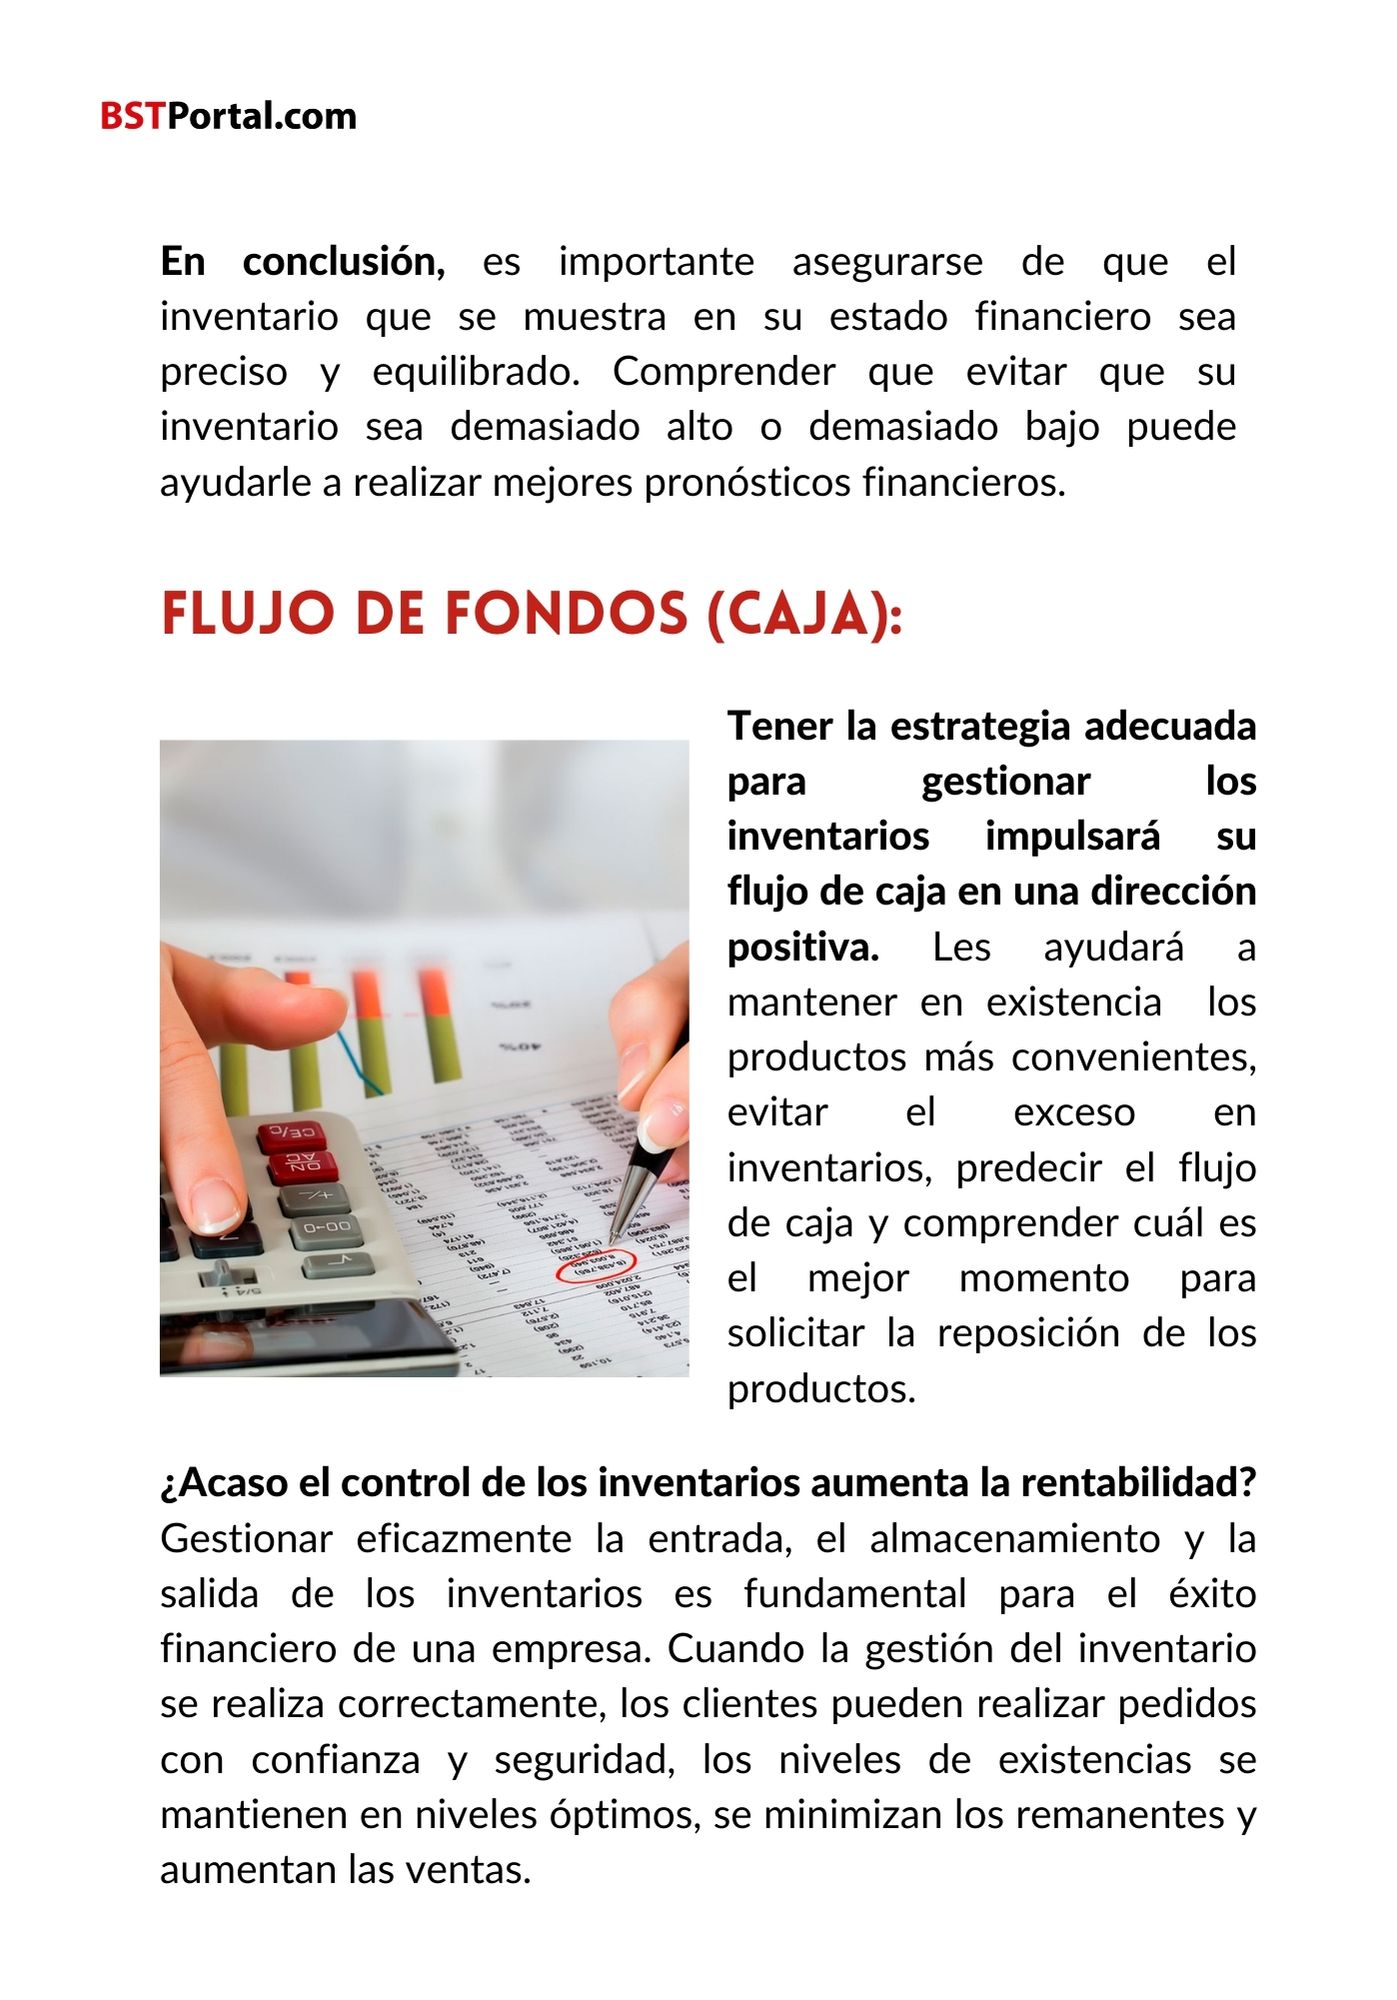 BSTPortal.com
En conclusión, es importante asegurarse de que el
inventario que se muestra en su estado financiero sea
preciso y equilibrado. Comprender que evitar que su
inventario sea demasiado alto o demasiado bajo puede
ayudarle a realizar mejores pronósticos financieros.
FLUJO DE FONDOS (CAJA):
Tener la estrategia adecuada
para gestionar los
inventarios impulsará su
flujo de caja en una dirección
positiva. Les ayudará a
mantener en existencia los
productos más convenientes,
evitar el exceso en
inventarios, predecir el flujo
de caja y comprender cuál es
el mejor momento para
solicitar la reposición de los
productos.
CE/C
ON
AC
+/-
00-0
√
5/4
¿Acaso el control de los inventarios aumenta la rentabilidad?
Gestionar eficazmente la entrada, el almacenamiento y la
salida de los inventarios es fundamental para el éxito
financiero de una empresa. Cuando la gestión del inventario
se realiza correctamente, los clientes pueden realizar pedidos
con confianza y seguridad, los niveles de existencias se
mantienen en niveles óptimos, se minimizan los remanentes y
aumentan las ventas.